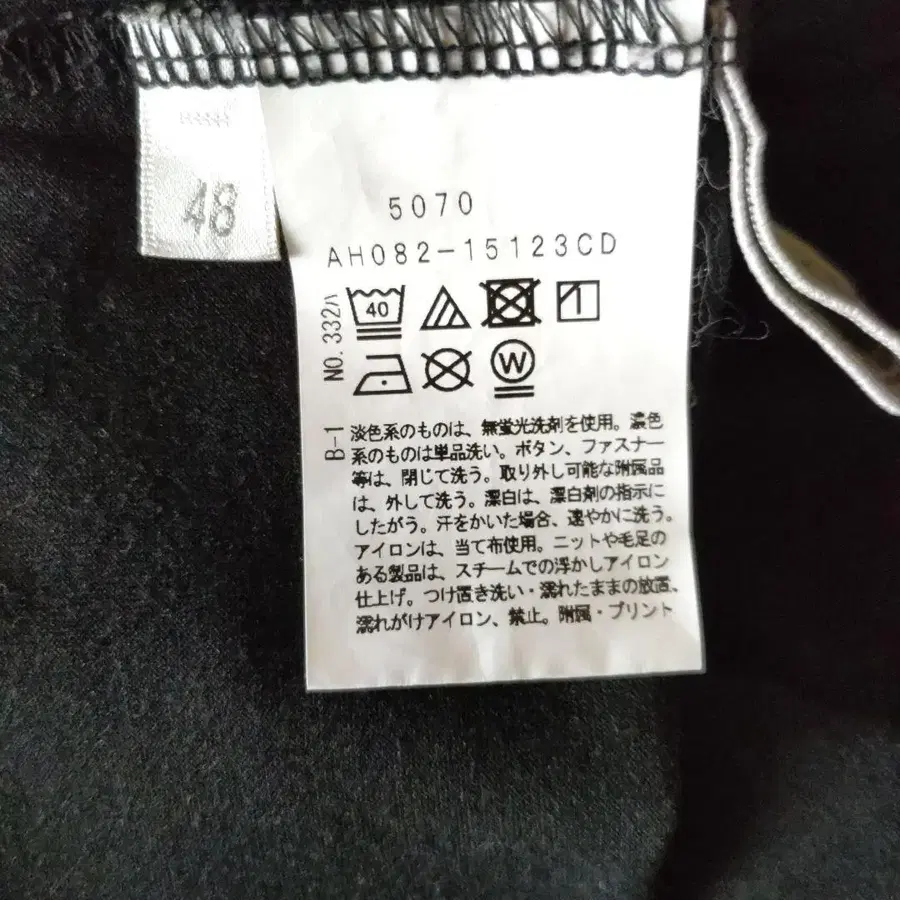 48
5070
AH082-15123CD
NO. 332ハ
40
W
B-1
淡色系のものは、無蛍光洗剤を使用。濃色
系のものは単品洗い。ボタン、ファスナー
等は、閉じて洗う。取り外し可能な附属品
は、外して洗う。漂白は、漂白剤の指示に
したがう。汗をかいた場合、速やかに洗う。
アイロンは、当て布使用。ニットや毛足の
ある製品は、スチームでの浮かしアイロン
仕上げ。つけ置き洗い・濡れたままの放置、
濡れがけアイロン、禁止。附属・プリント